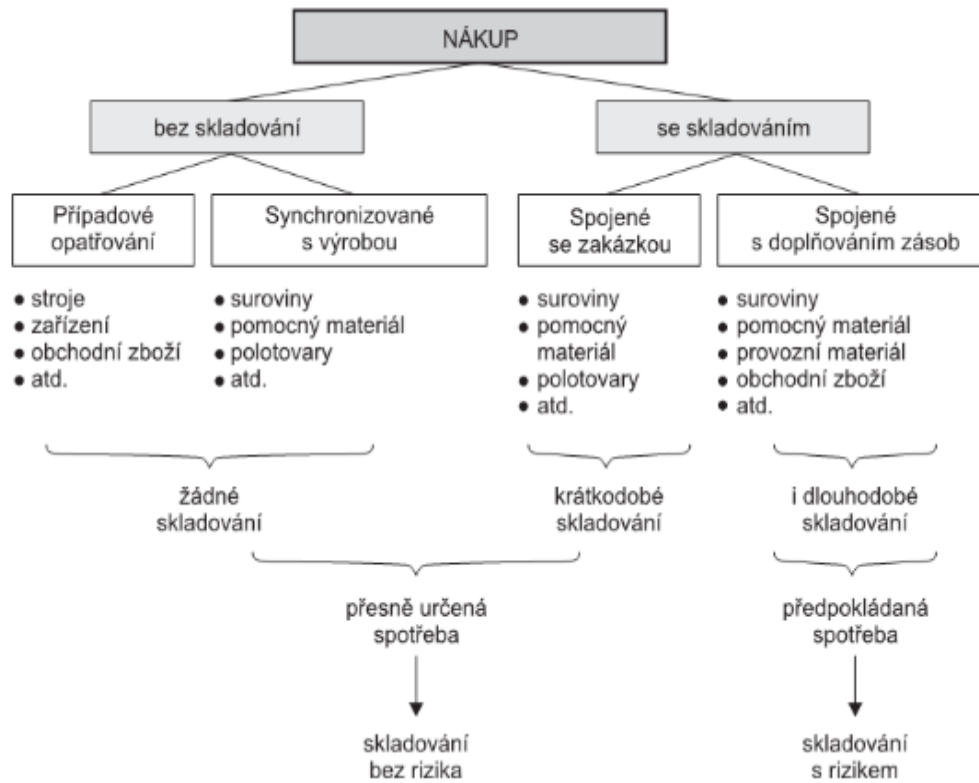 NÁKUP
bez skladování
se skladováním
Případové
opatřování
Synchronizované
s výrobou
Spojené
se zakázkou
Spojené
s doplňováním zásob
● stroje
● zařízení
● obchodní zboží
● atd.
● suroviny
● pomocný materiál
● polotovary
● atd.
● suroviny
● pomocný
materiál
● polotovary
● atd.
● suroviny
● pomocný materiál
● provozní materiál
● obchodní zboží
● atd.
žádné
skladování
krátkodobé
skladování
i dlouhodobé
skladování
přesně určená
spotřeba
předpokládaná
spotřeba
skladování
bez rizika
skladování
s rizikem